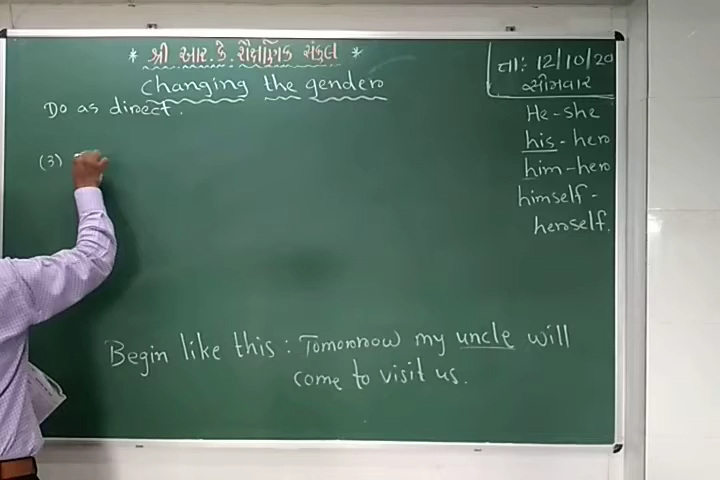 * શ્રી આર. કે. શૈક્ષણિક સંકુલ *
તા: 12/10/20
સોમવાર
changing the gender
Do as direct.
He-she
his-her
him-her
himself-
herself.
(3)
Begin like this: Tomorrow my uncle will
come to visit us.